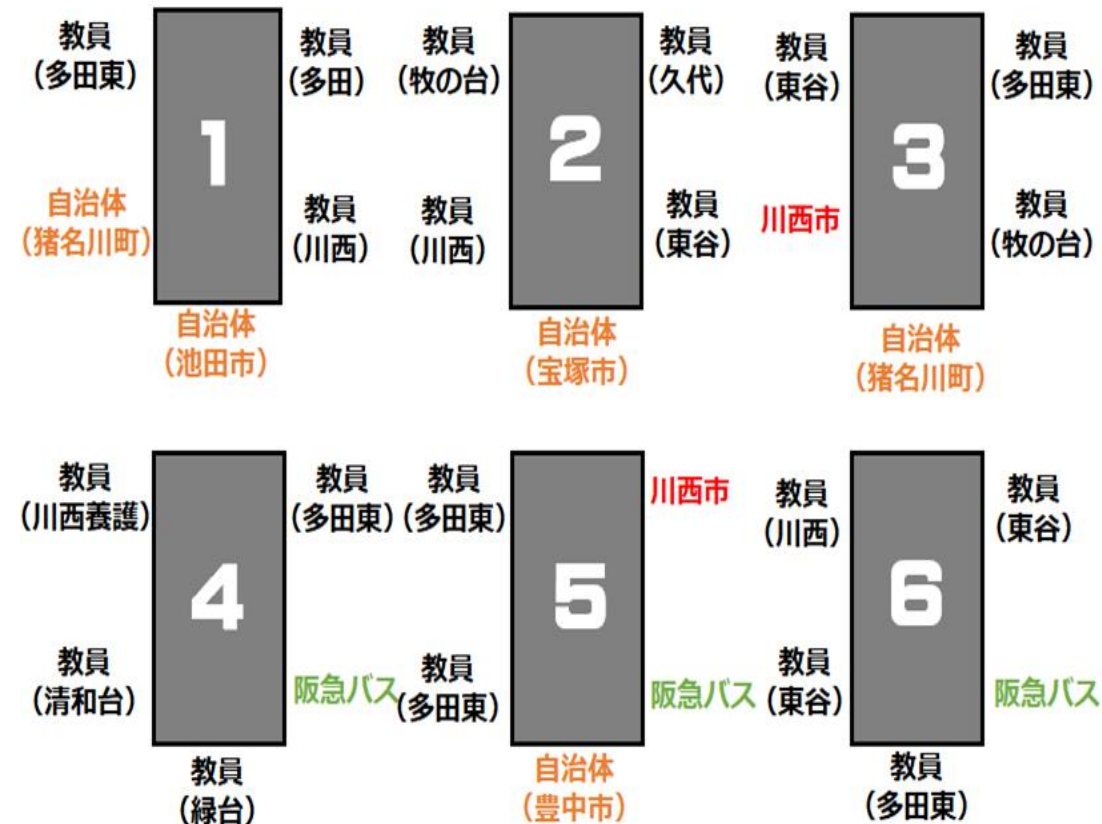 教員
（多田東）
教員
（多田）
1
自治体
（猪名川町）
教員
（川西）
自治体
（池田市）
教員
（牧の台）
教員
（久代）
2
教員
（川西）
教員
（東谷）
自治体
（宝塚市）
教員
（東谷）
教員
（多田東）
3
川西市
教員
（牧の台）
自治体
（猪名川町）
教員
（川西養護）
教員
（多田東）
4
教員
（清和台）
阪急バス
教員
（緑台）
教員
（多田東）
川西市
5
教員
（多田東）
阪急バス
自治体
（豊中市）
教員
（川西）
教員
（東谷）
6
教員
（東谷）
阪急バス
教員
（多田東）